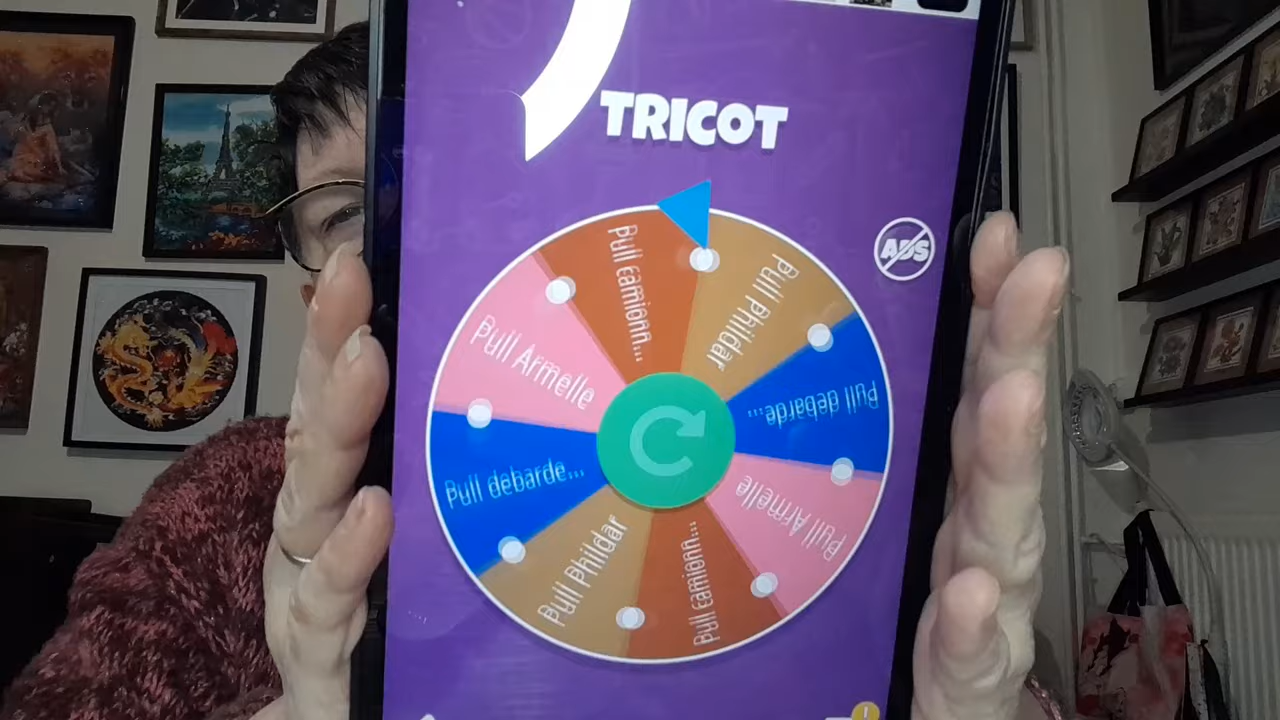 TRICOT
ADS
Pull camionn...
Pull Phildar
Pull debarde...
Pull Armelle
Pull camionn...
Pull Phildar
Pull debarde...
Pull Armelle
!